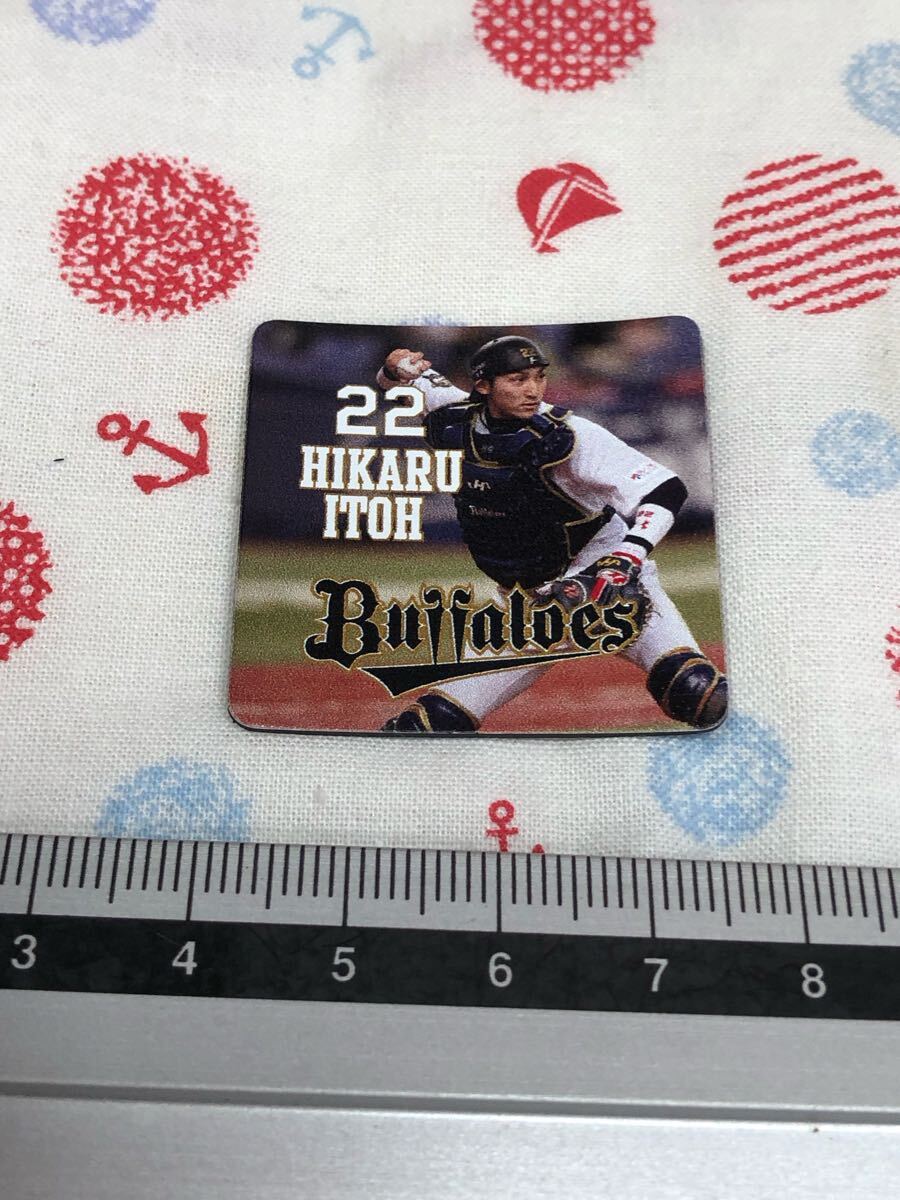 22
HIKARU
ITOH
Buffaloes
3 4 5 6 7 8